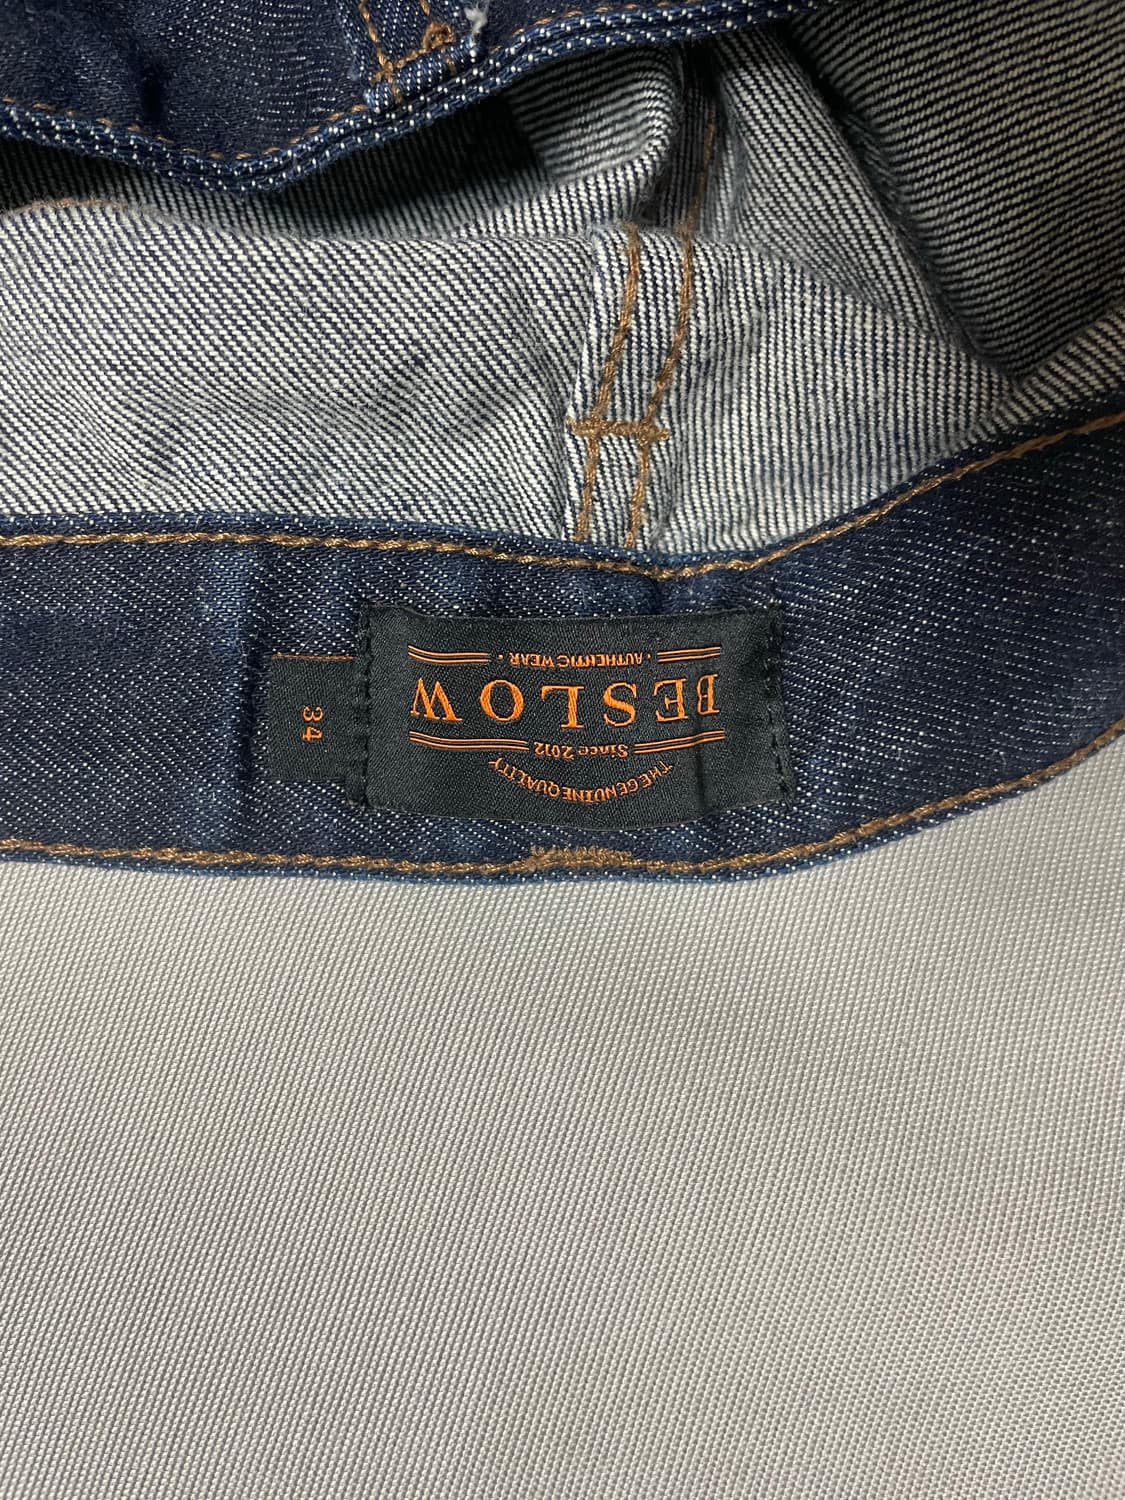 THE GENUINE QUALITY
Since 2012
BESLOW
· AUTHENTIC WEAR ·
34